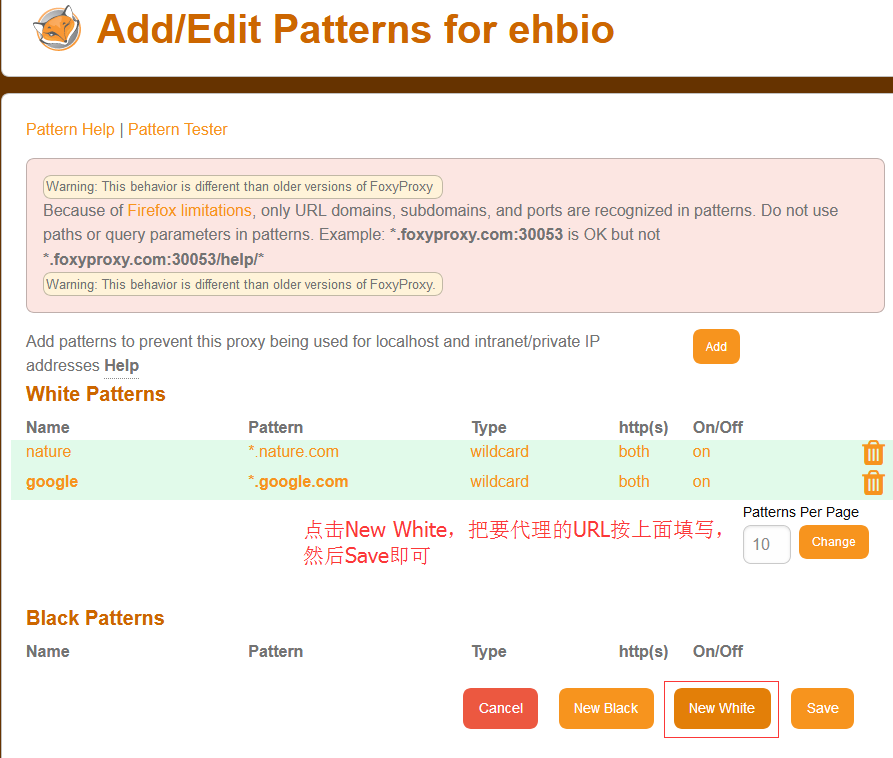 Add/Edit Patterns for ehbio
Pattern Help | Pattern Tester
Warning: This behavior is different than older versions of FoxyProxy
Because of Firefox limitations, only URL domains, subdomains, and ports are recognized in patterns. Do not use
paths or query parameters in patterns. Example: *.foxyproxy.com:30053 is OK but not
*.foxyproxy.com:30053/help/*
Warning: This behavior is different than older versions of FoxyProxy.
Add patterns to prevent this proxy being used for localhost and intranet/private IP
addresses Help
Add
White Patterns
Name Pattern Type http(s) On/Off
nature *.nature.com wildcard both on
google *.google.com wildcard both on
Patterns Per Page
10 Change
点击New White，把要代理的URL按上面填写，
然后Save即可
Black Patterns
Name Pattern Type http(s) On/Off
Cancel New Black New White Save